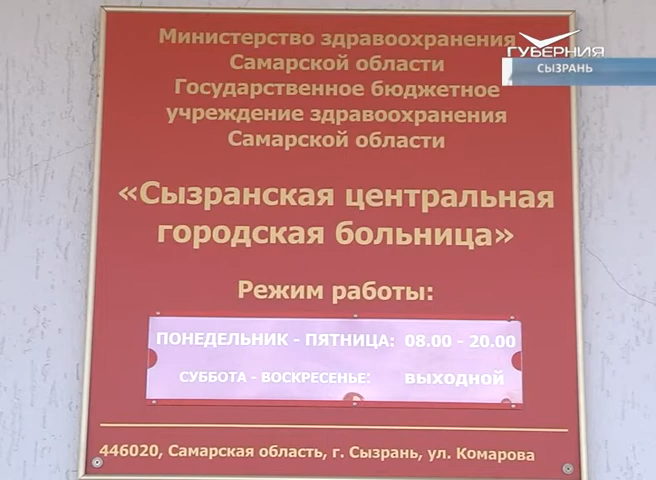 Министерство здравоохранения
Самарской области
Государственное бюджетное
учреждение здравоохранения
Самарской области
«Сызранская центральная
городская больница»
Режим работы:
ПОНЕДЕЛЬНИК - ПЯТНИЦА: 08.00 - 20.00
СУББОТА - ВОСКРЕСЕНЬЕ: выходной
446020, Самарская область, г. Сызрань, ул. Комарова
ГУБЕРНИЯ
СЫЗРАНЬ